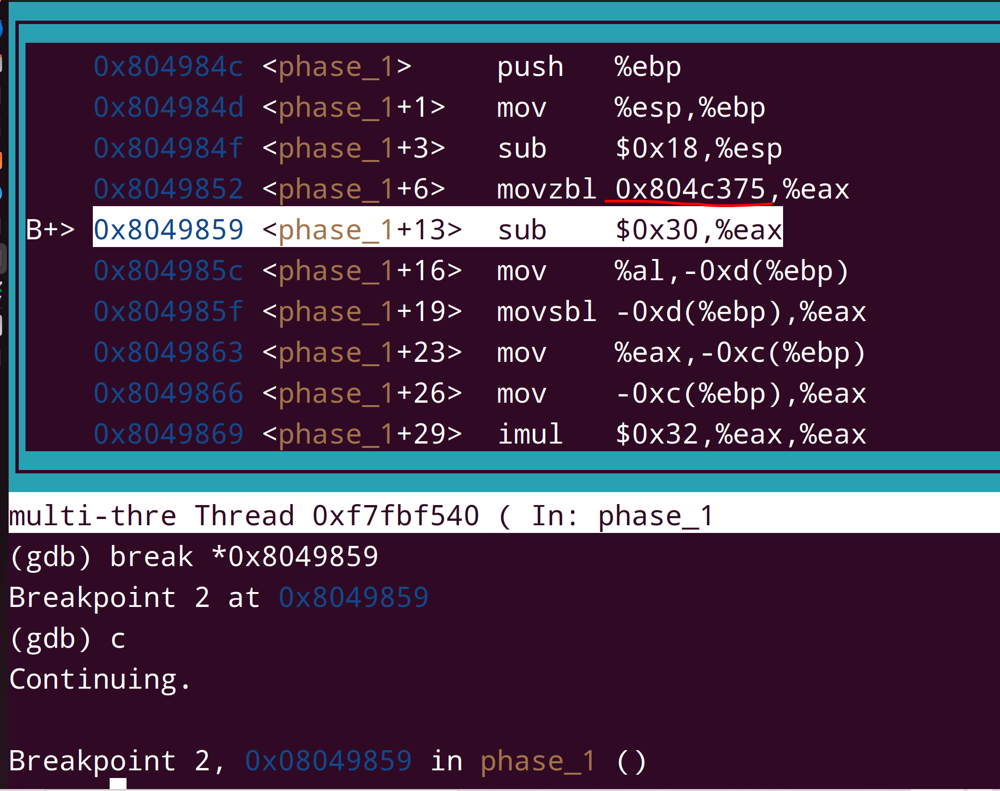 0x804984c <phase_1> push %ebp
0x804984d <phase_1+1> mov %esp,%ebp
0x804984f <phase_1+3> sub $0x18,%esp
0x8049852 <phase_1+6> movzbl 0x804c375,%eax
B+> 0x8049859 <phase_1+13> sub $0x30,%eax
0x804985c <phase_1+16> mov %al,-0xd(%ebp)
0x804985f <phase_1+19> movsbl -0xd(%ebp),%eax
0x8049863 <phase_1+23> mov %eax,-0xc(%ebp)
0x8049866 <phase_1+26> mov -0xc(%ebp),%eax
0x8049869 <phase_1+29> imul $0x32,%eax,%eax
multi-thre Thread 0xf7fbf540 ( In: phase_1
(gdb) break *0x8049859
Breakpoint 2 at 0x8049859
(gdb) c
Continuing.
Breakpoint 2, 0x08049859 in phase_1 ()